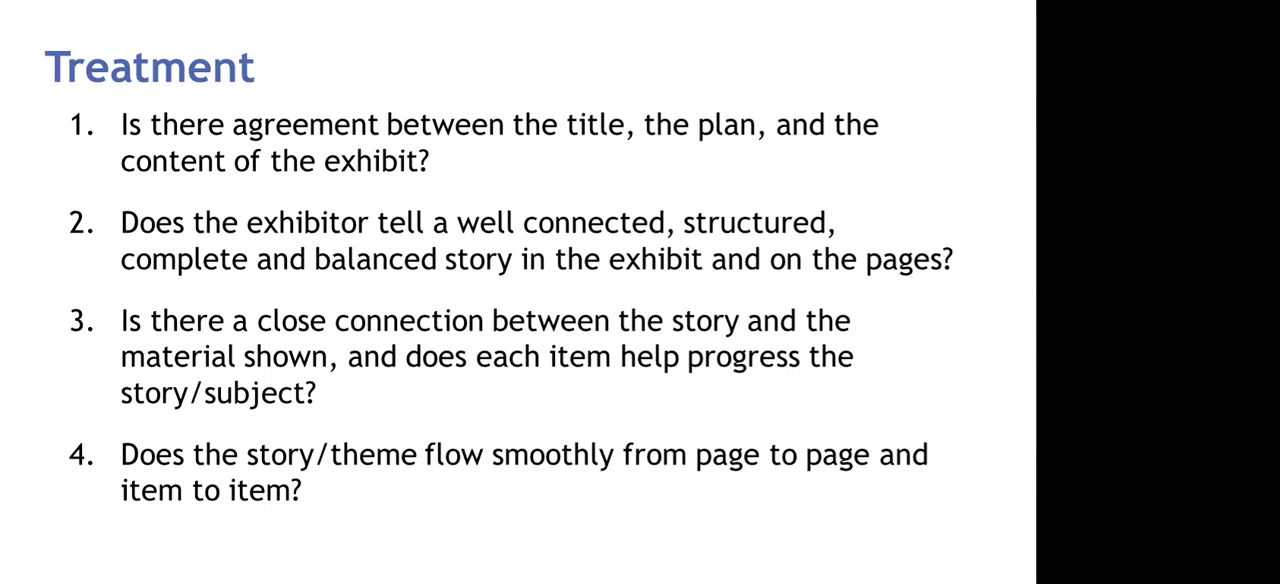 Treatment
1. Is there agreement between the title, the plan, and the
content of the exhibit?
2. Does the exhibitor tell a well connected, structured,
complete and balanced story in the exhibit and on the pages?
3. Is there a close connection between the story and the
material shown, and does each item help progress the
story/subject?
4. Does the story/theme flow smoothly from page to page and
item to item?